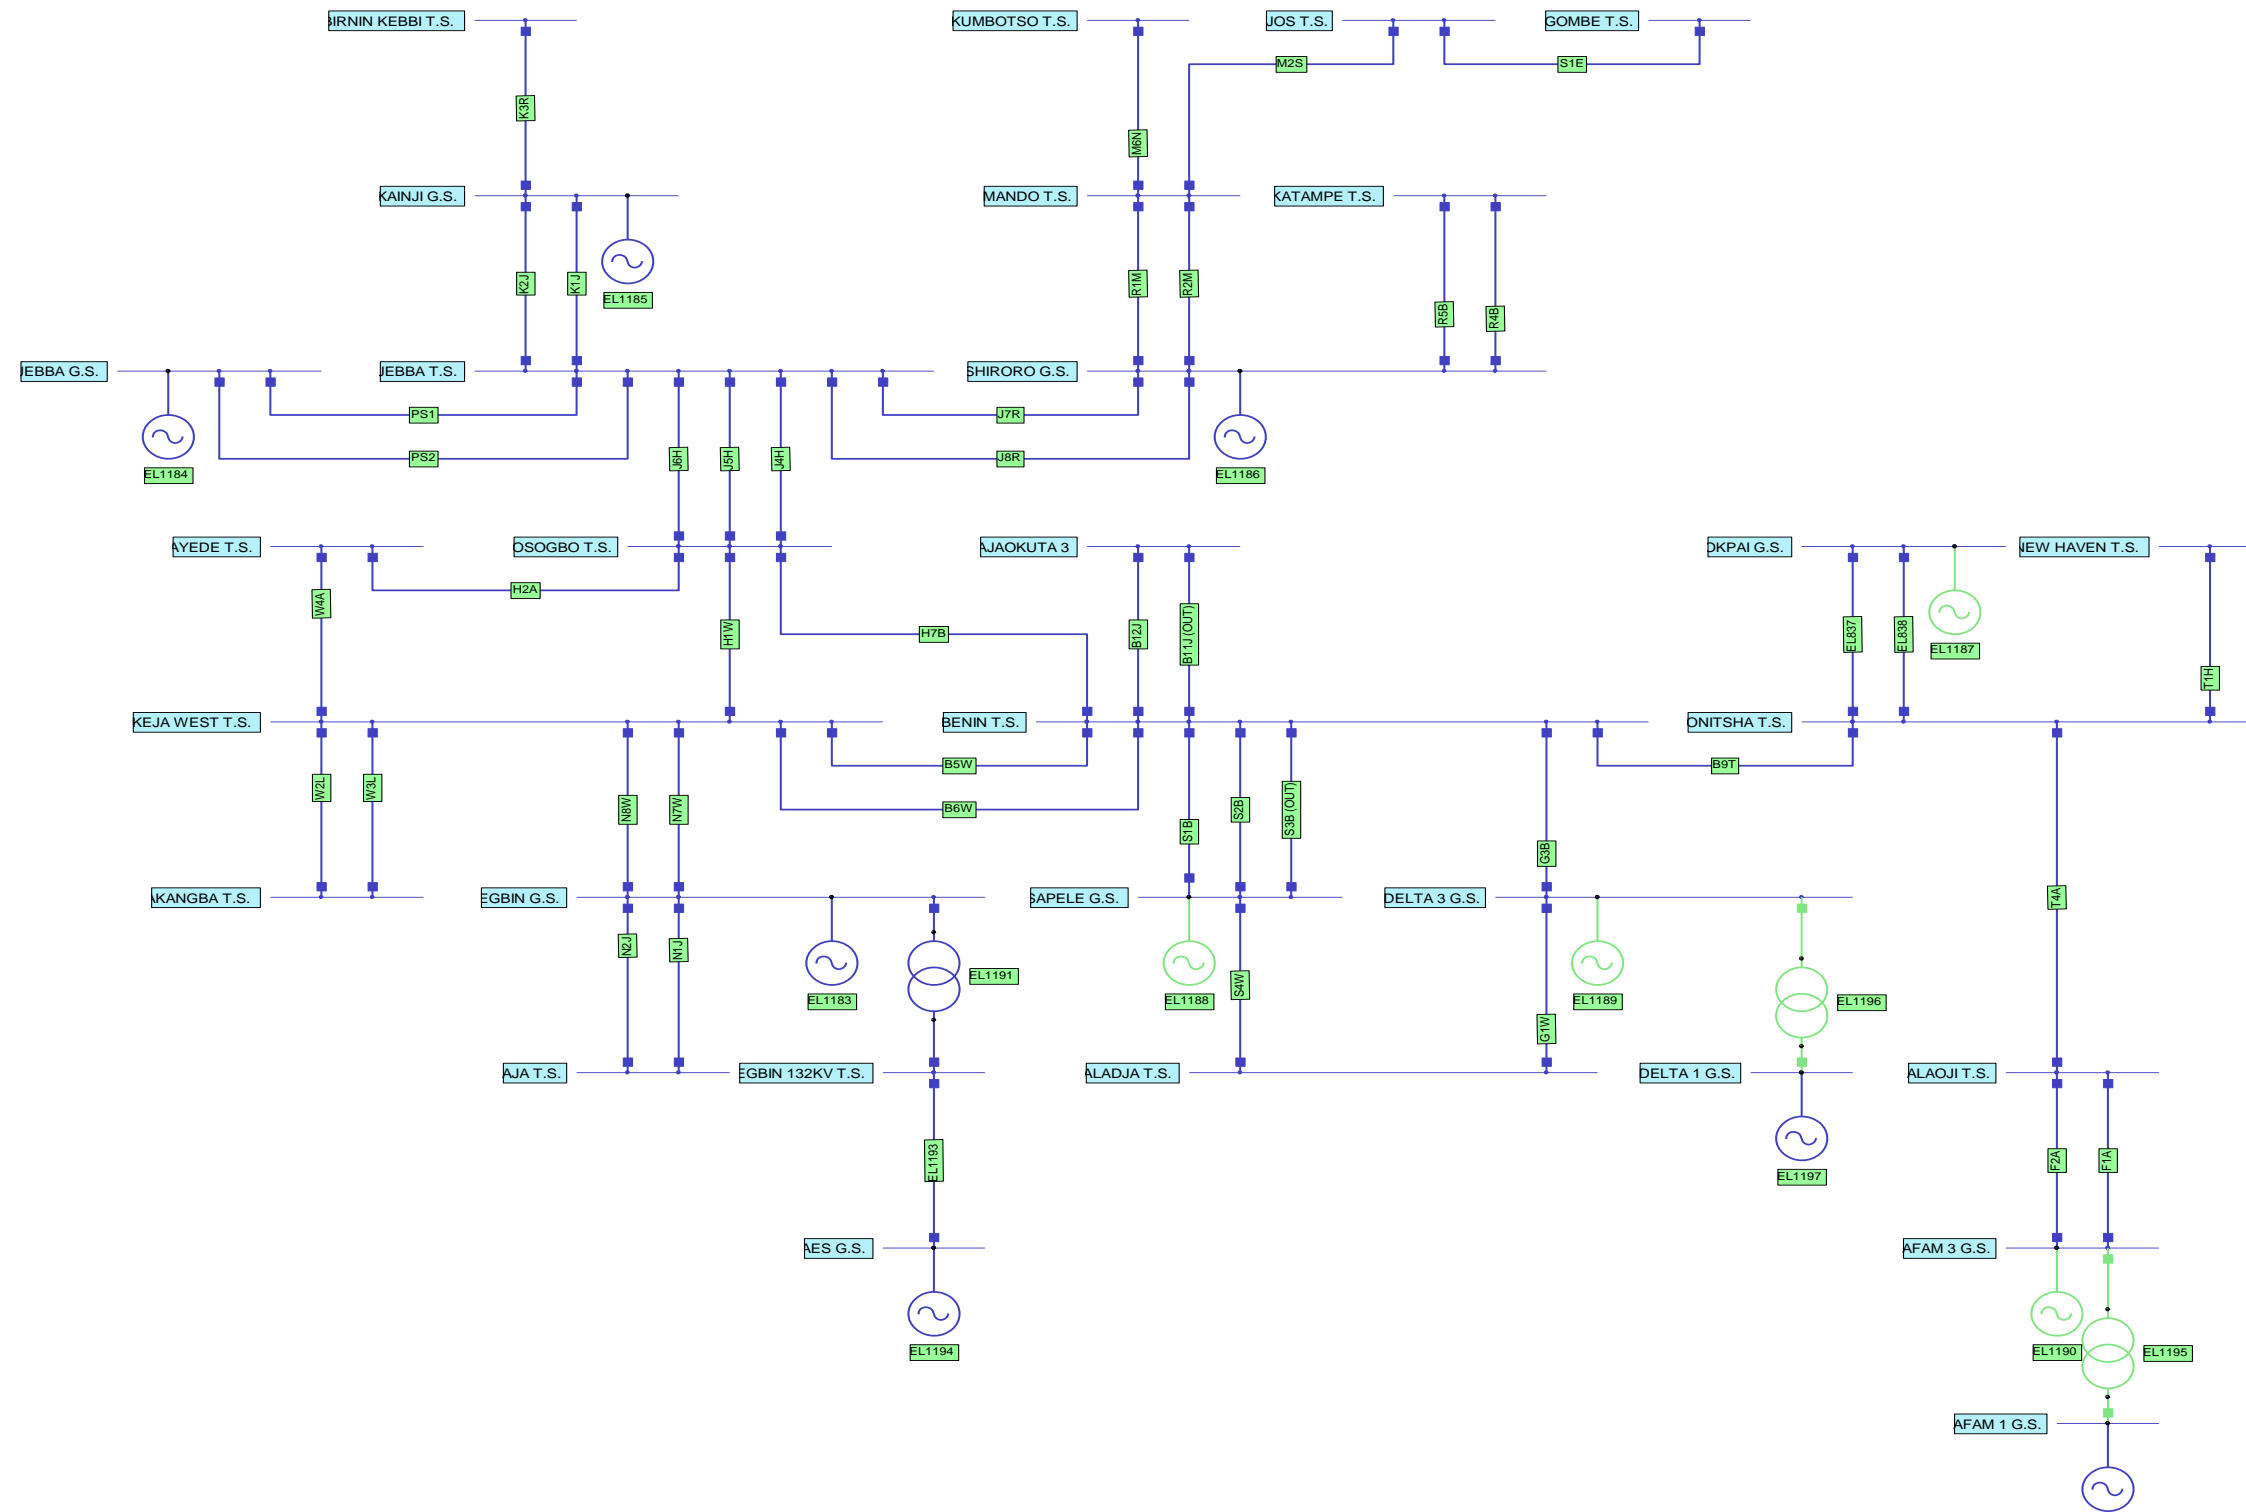 BIRNIN KEBBI T.S.
KUMBOTSO T.S.
JOS T.S.
GOMBE T.S.
M2S
S1E
K3R
M6N
KAINJI G.S.
MANDO T.S.
KATAMPE T.S.
K2J
K1J
EL1185
R1M
R2M
R5B
R4B
JEBBA G.S.
JEBBA T.S.
SHIRORO G.S.
PS1
J7R
PS2
J6H
J5H
J4H
J8R
EL1184
EL1186
AYEDE T.S.
OSOGBO T.S.
AJAOKUTA 3
OKPAI G.S.
NEW HAVEN T.S.
H2A
W4A
H1W
H7B
B12J
B11J (OUT)
EL837
EL838
EL1187
T1H
KEJA WEST T.S.
BENIN T.S.
ONITSHA T.S.
B5W
B9T
W2L
W3L
N8W
N7W
B6W
S1B
S2B
S3B (OUT)
G3B
AKANGBA T.S.
EGBIN G.S.
SAPELE G.S.
DELTA 3 G.S.
T4A
N2J
N1J
EL1183
EL1191
EL1188
S4W
EL1189
G1W
EL1196
AJA T.S.
EGBIN 132KV T.S.
ALADJA T.S.
DELTA 1 G.S.
ALAOJI T.S.
EL1193
EL1197
F2A
F1A
AES G.S.
AFAM 3 G.S.
EL1194
EL1190
EL1195
AFAM 1 G.S.